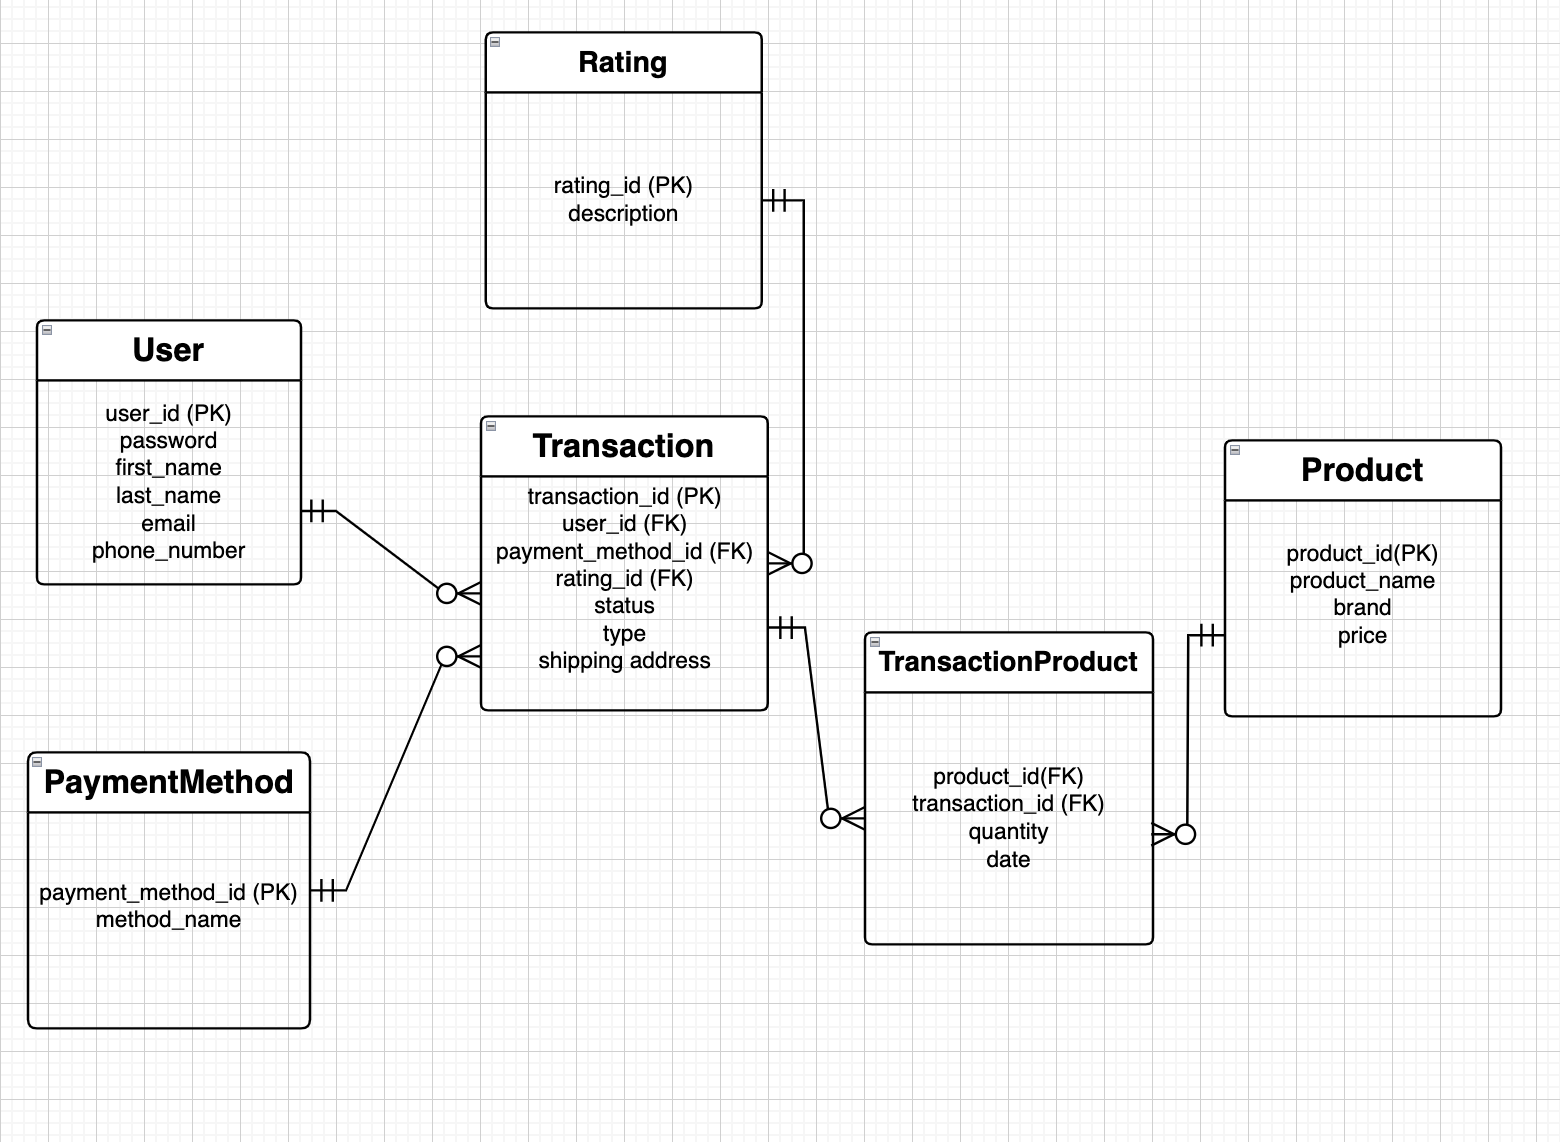 Rating
rating_id (PK)
description
User
user_id (PK)
password
first_name
last_name
email
phone_number
Transaction
transaction_id (PK)
user_id (FK)
payment_method_id (FK)
rating_id (FK)
status
type
shipping address
Product
product_id(PK)
product_name
brand
price
TransactionProduct
product_id(FK)
transaction_id (FK)
quantity
date
PaymentMethod
payment_method_id (PK)
method_name